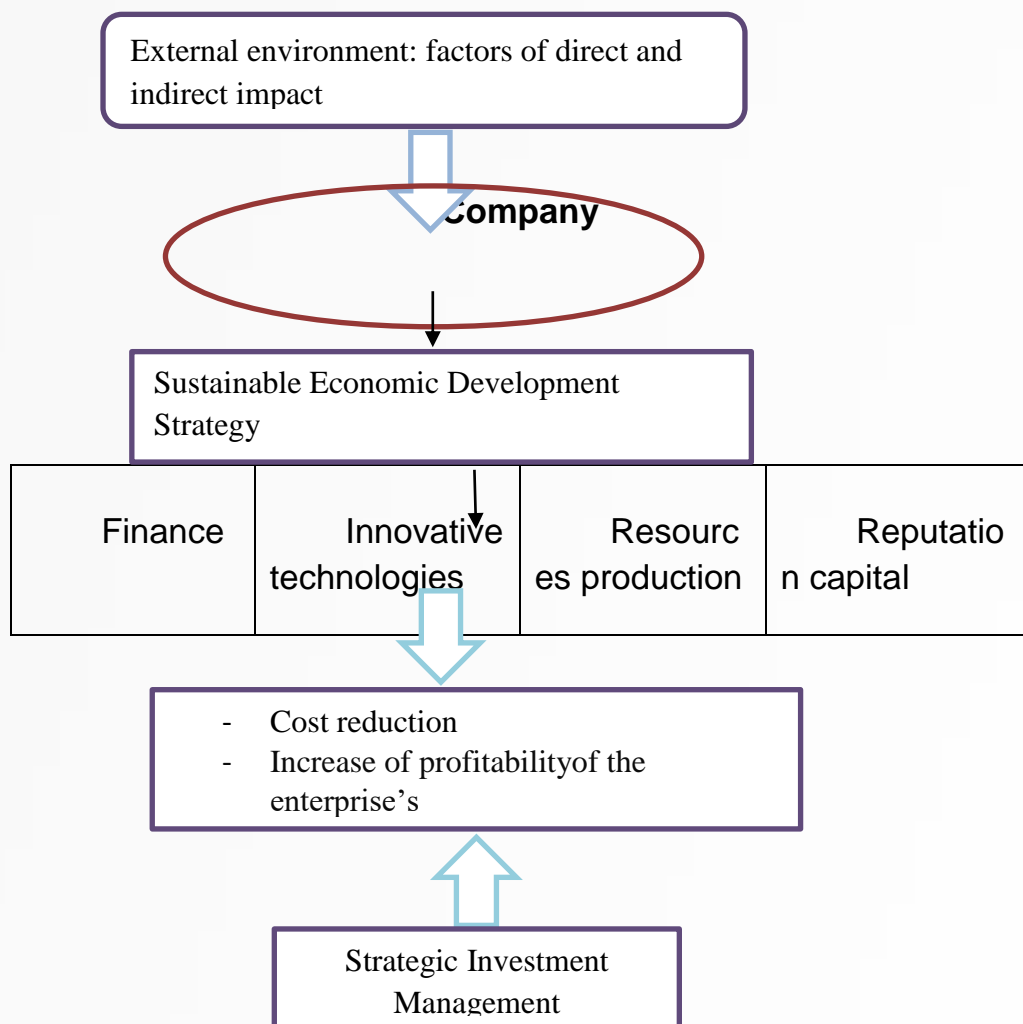 External environment: factors of direct and
indirect impact
Company
Sustainable Economic Development
Strategy
Finance
Innovative
technologies
Resourc
es production
Reputatio
n capital
- Cost reduction
- Increase of profitabilityof the
enterprise’s
Strategic Investment
Management